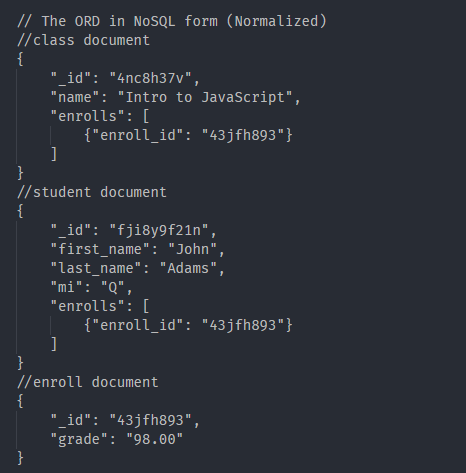 // The ORD in NoSQL form (Normalized)
//class document
{
    "_id": "4nc8h37v",
    "name": "Intro to JavaScript",
    "enrolls": [
        {"enroll_id": "43jfh893"}
    ]
}
//student document
{
    "_id": "fji8y9f21n",
    "first_name": "John",
    "last_name": "Adams",
    "mi": "Q",
    "enrolls": [
        {"enroll_id": "43jfh893"}
    ]
}
//enroll document
{
    "_id": "43jfh893",
    "grade": "98.00"
}